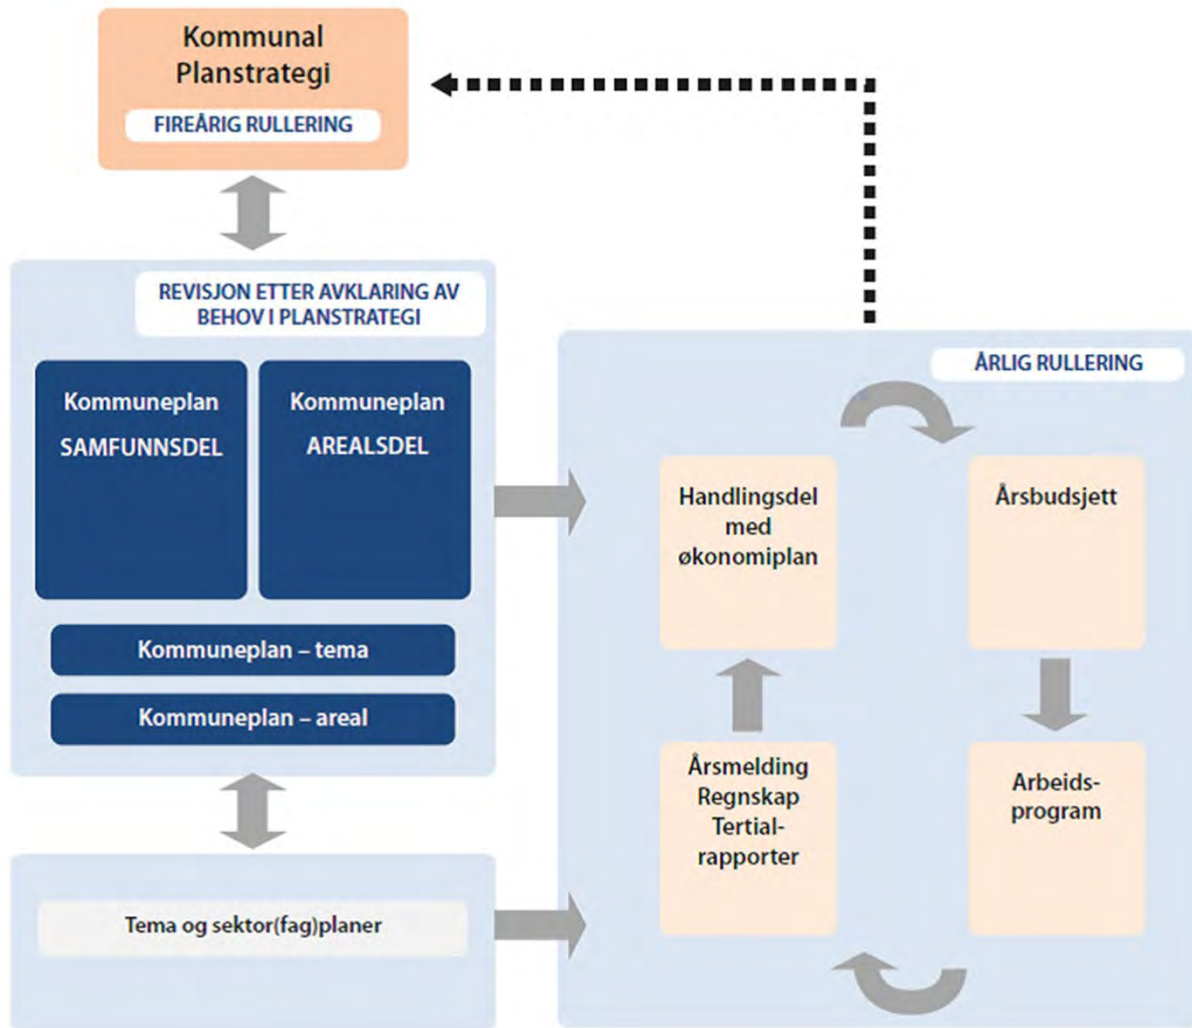 Kommunal
Planstrategi
FIREÅRIG RULLERING
REVISJON ETTER AVKLARING AV
BEHOV I PLANSTRATEGI
Kommuneplan
SAMFUNNSDEL
Kommuneplan
AREALSDEL
Kommuneplan – tema
Kommuneplan – areal
Tema og sektor(fag)planer
ÅRLIG RULLERING
Handlingsdel
med
økonomiplan
Årsbudsjett
Årsmelding
Regnskap
Tertial-
rapporter
Arbeids-
program